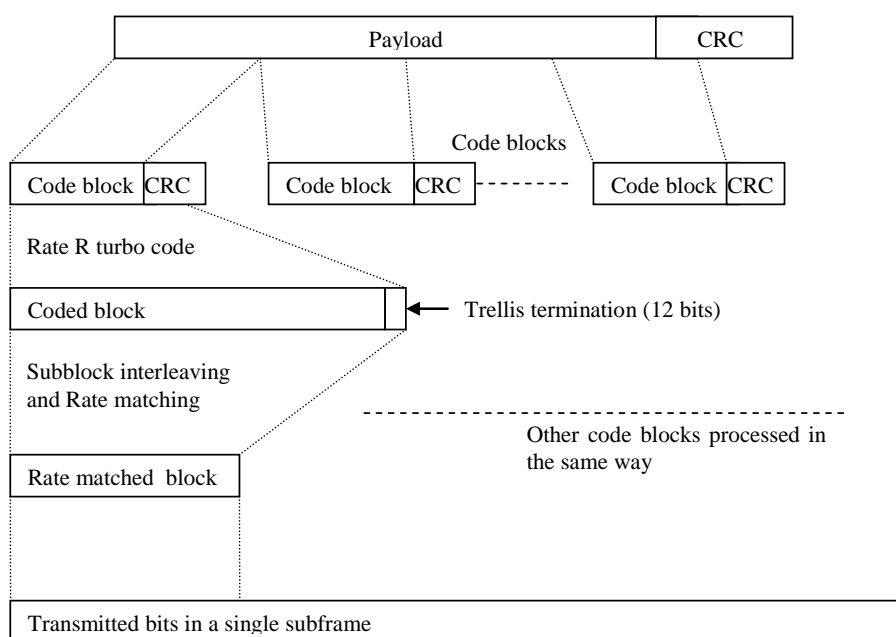 Payload
CRC
Code blocks
Code block CRC
Code block CRC
Code block CRC
Rate R turbo code
Coded block
Trellis termination (12 bits)
Subblock interleaving
and Rate matching
Other code blocks processed in
the same way
Rate matched block
Transmitted bits in a single subframe